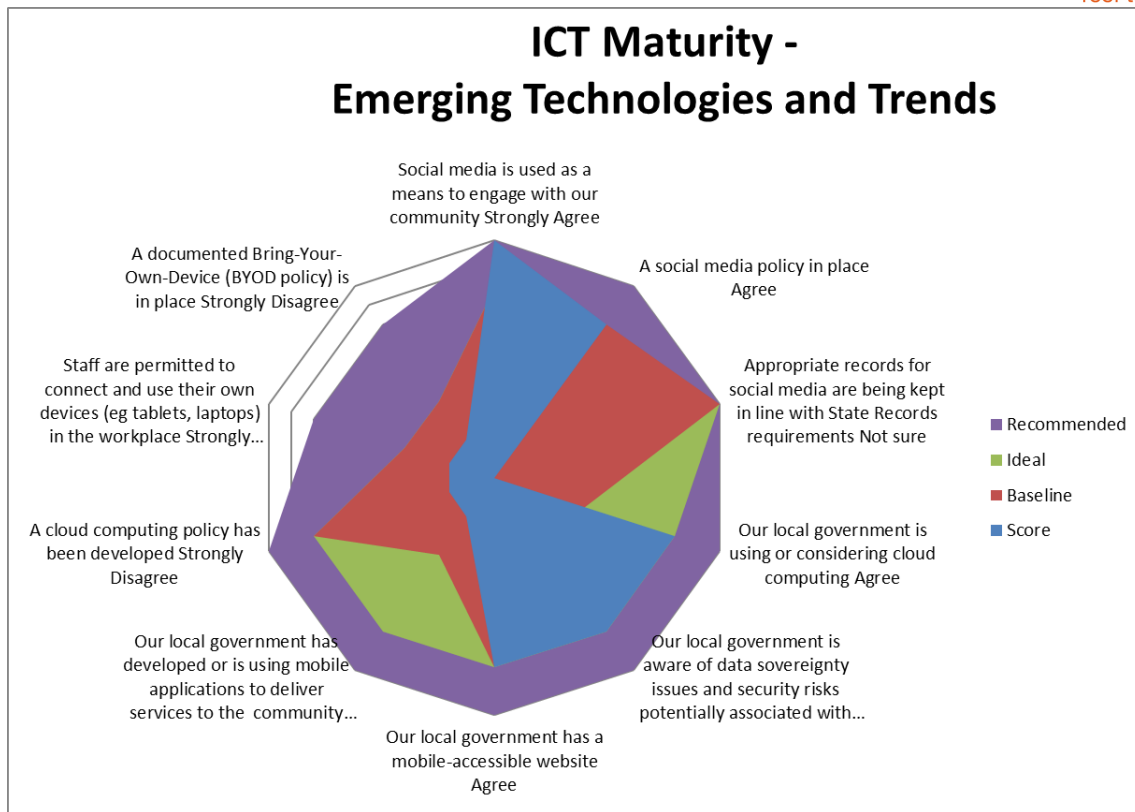 ICT Maturity -
Emerging Technologies and Trends
Social media is used as a
means to engage with our
community Strongly Agree
A social media policy in place
Agree
Appropriate records for
social media are being kept
in line with State Records
requirements Not sure
Our local government is
using or considering cloud
computing Agree
Our local government is
aware of data sovereignty
issues and security risks
potentially associated with...
Our local government has a
mobile-accessible website
Agree
Our local government has
developed or is using mobile
applications to deliver
services to the community...
A cloud computing policy has
been developed Strongly
Disagree
Staff are permitted to
connect and use their own
devices (eg tablets, laptops)
in the workplace Strongly...
A documented Bring-Your-
Own-Device (BYOD policy) is
in place Strongly Disagree
Recommended
Ideal
Baseline
Score